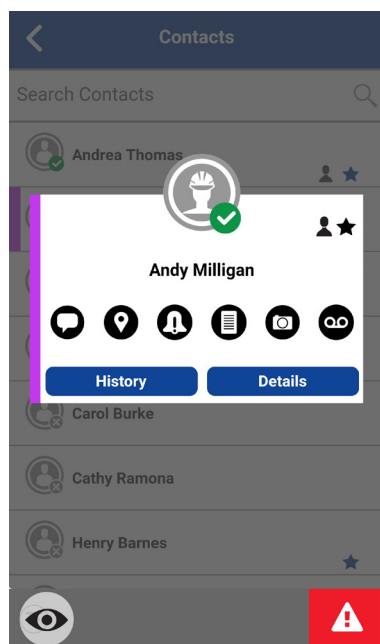 Contacts
Search Contacts
Andrea Thomas
Andy Milligan
History
Details
Carol Burke
Cathy Ramona
Henry Barnes